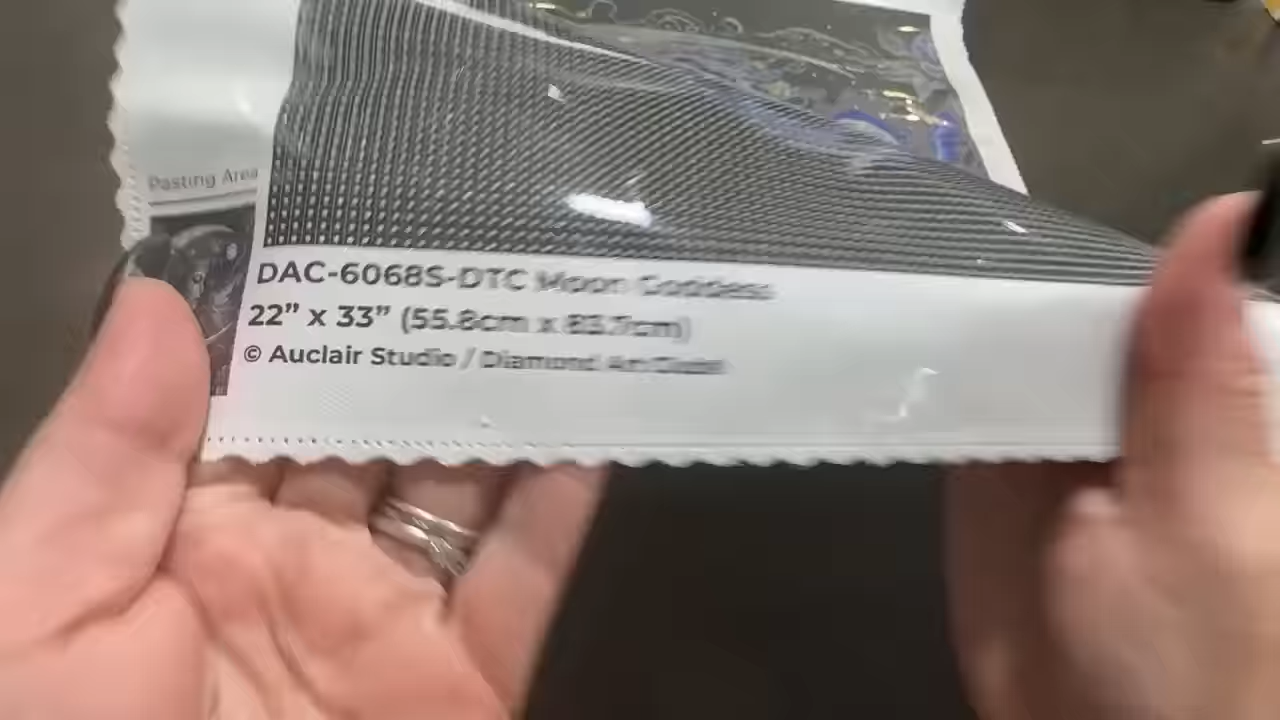 Pasting Area
DAC-6068S-DTC Moon Goddess
22” x 33” (55.8cm x 83.7cm)
© Auclair Studio / Diamond Art Club